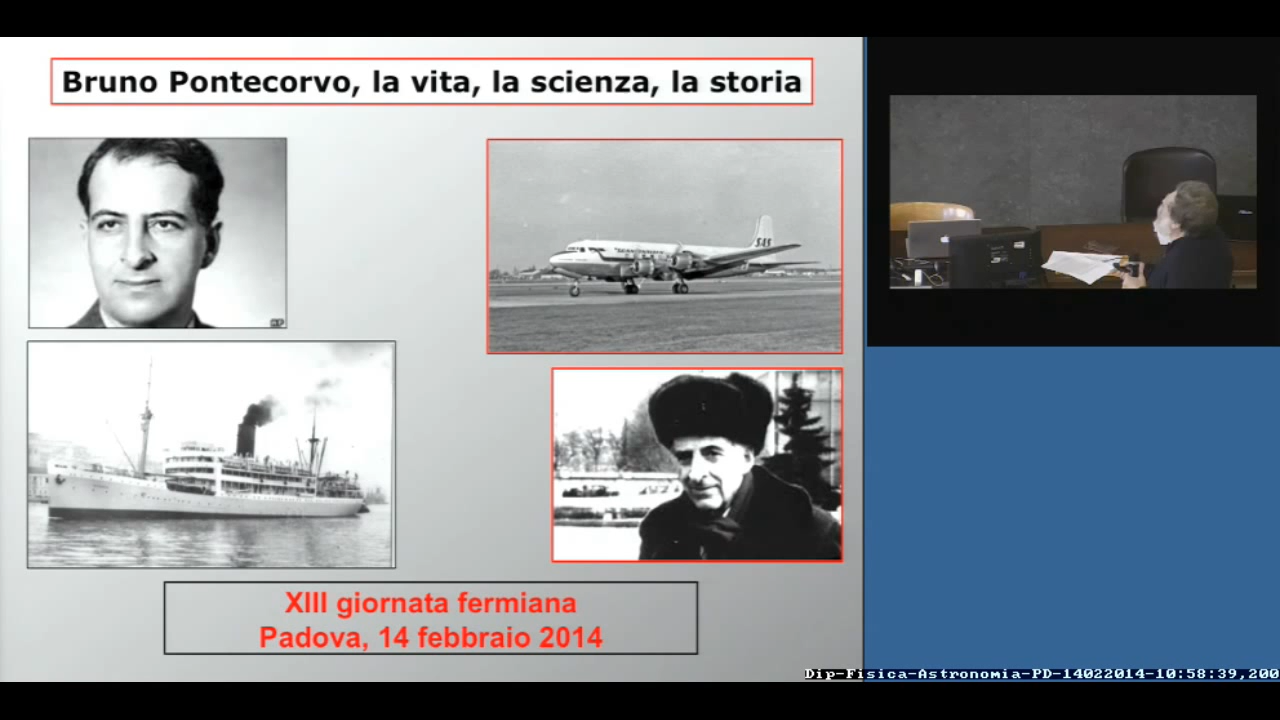 Bruno Pontecorvo, la vita, la scienza, la storia
SAS
XIII giornata fermiana
Padova, 14 febbraio 2014
Dip-Fisica-Astronomia-PD-14022014-10:58:39,200